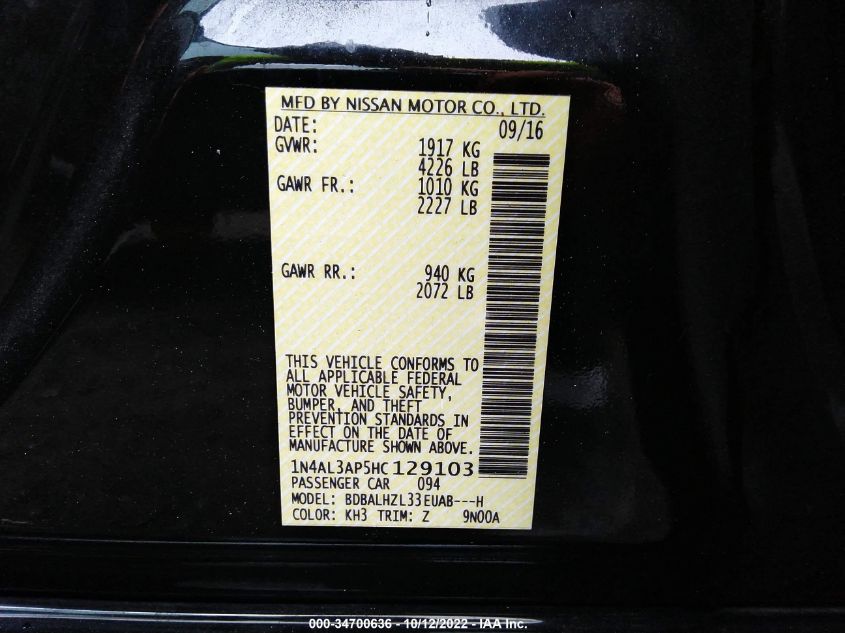 MFD BY NISSAN MOTOR CO., LTD.
DATE: 09/16
GVWR: 1917 KG
4226 LB
GAWR FR.: 1010 KG
2227 LB
GAWR RR.: 940 KG
2072 LB
THIS VEHICLE CONFORMS TO
ALL APPLICABLE FEDERAL
MOTOR VEHICLE SAFETY,
BUMPER, AND THEFT
PREVENTION STANDARDS IN
EFFECT ON THE DATE OF
MANUFACTURE SHOWN ABOVE.
1N4AL3AP5HC129103
PASSENGER CAR 094
MODEL: BDBALHZL33EUAB---H
COLOR: KH3 TRIM: Z 9N00A
000-34700636 - 10/12/2022 - IAA Inc.